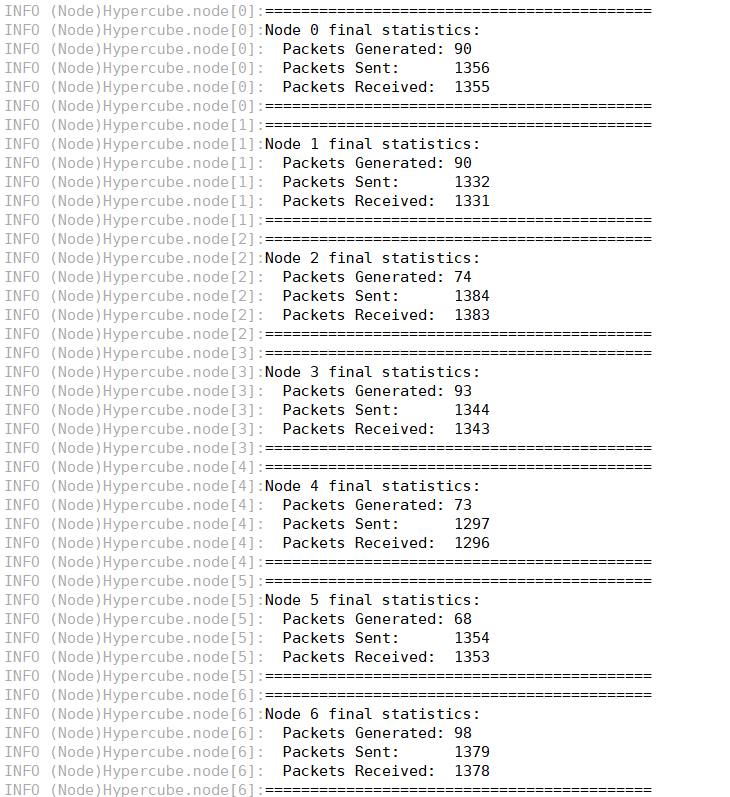 INFO (Node)Hypercube.node[0]:===========================================
INFO (Node)Hypercube.node[0]:Node 0 final statistics:
INFO (Node)Hypercube.node[0]:  Packets Generated: 90
INFO (Node)Hypercube.node[0]:  Packets Sent:      1356
INFO (Node)Hypercube.node[0]:  Packets Received:  1355
INFO (Node)Hypercube.node[0]:===========================================
INFO (Node)Hypercube.node[1]:===========================================
INFO (Node)Hypercube.node[1]:Node 1 final statistics:
INFO (Node)Hypercube.node[1]:  Packets Generated: 90
INFO (Node)Hypercube.node[1]:  Packets Sent:      1332
INFO (Node)Hypercube.node[1]:  Packets Received:  1331
INFO (Node)Hypercube.node[1]:===========================================
INFO (Node)Hypercube.node[2]:===========================================
INFO (Node)Hypercube.node[2]:Node 2 final statistics:
INFO (Node)Hypercube.node[2]:  Packets Generated: 74
INFO (Node)Hypercube.node[2]:  Packets Sent:      1384
INFO (Node)Hypercube.node[2]:  Packets Received:  1383
INFO (Node)Hypercube.node[2]:===========================================
INFO (Node)Hypercube.node[3]:===========================================
INFO (Node)Hypercube.node[3]:Node 3 final statistics:
INFO (Node)Hypercube.node[3]:  Packets Generated: 93
INFO (Node)Hypercube.node[3]:  Packets Sent:      1344
INFO (Node)Hypercube.node[3]:  Packets Received:  1343
INFO (Node)Hypercube.node[3]:===========================================
INFO (Node)Hypercube.node[4]:===========================================
INFO (Node)Hypercube.node[4]:Node 4 final statistics:
INFO (Node)Hypercube.node[4]:  Packets Generated: 73
INFO (Node)Hypercube.node[4]:  Packets Sent:      1297
INFO (Node)Hypercube.node[4]:  Packets Received:  1296
INFO (Node)Hypercube.node[4]:===========================================
INFO (Node)Hypercube.node[5]:===========================================
INFO (Node)Hypercube.node[5]:Node 5 final statistics:
INFO (Node)Hypercube.node[5]:  Packets Generated: 68
INFO (Node)Hypercube.node[5]:  Packets Sent:      1354
INFO (Node)Hypercube.node[5]:  Packets Received:  1353
INFO (Node)Hypercube.node[5]:===========================================
INFO (Node)Hypercube.node[6]:===========================================
INFO (Node)Hypercube.node[6]:Node 6 final statistics:
INFO (Node)Hypercube.node[6]:  Packets Generated: 98
INFO (Node)Hypercube.node[6]:  Packets Sent:      1379
INFO (Node)Hypercube.node[6]:  Packets Received:  1378
INFO (Node)Hypercube.node[6]:===========================================